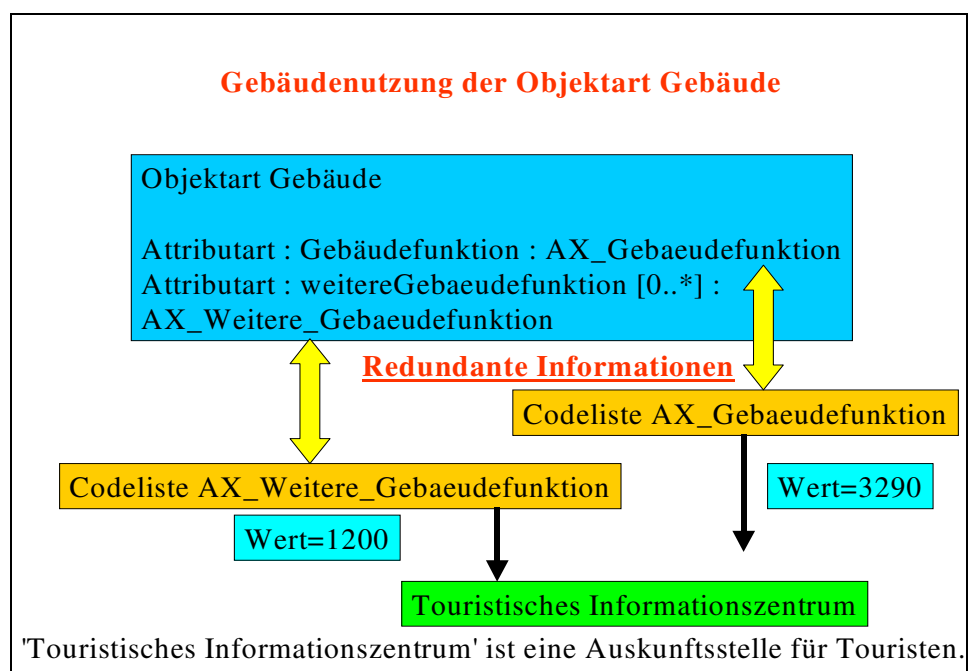 Gebäudenutzung der Objektart Gebäude
Objektart Gebäude
Attributart : Gebäudefunktion : AX_Gebaeudefunktion
Attributart : weitereGebaeudefunktion [0..*] :
AX_Weitere_Gebaeudefunktion
Redundante Informationen
Codeliste AX_Gebaeudefunktion
Codeliste AX_Weitere_Gebaeudefunktion
Wert=3290
Wert=1200
Touristisches Informationszentrum
'Touristisches Informationszentrum' ist eine Auskunftsstelle für Touristen.